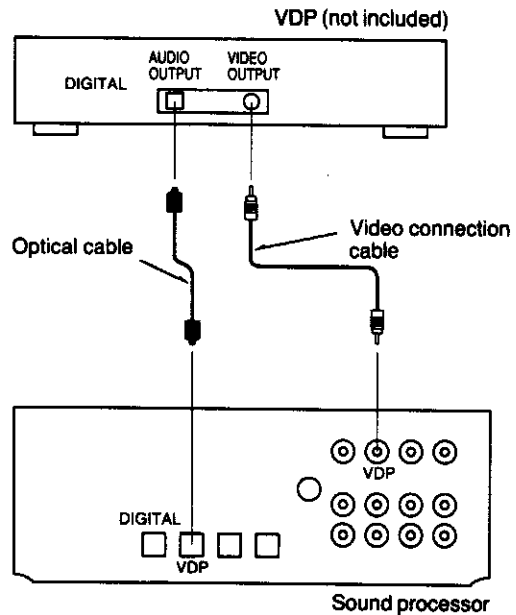 VDP (not included)
AUDIO
OUTPUT
VIDEO
OUTPUT
DIGITAL
Optical cable
Video connection
cable
VDP
DIGITAL
VDP
Sound processor